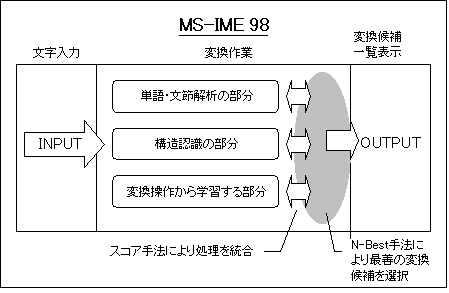 MS-IME 98
文字入力
変換作業
変換候補
一覧表示
単語・文節解析の部分
INPUT
構造認識の部分
OUTPUT
変換操作から学習する部分
スコア手法により処理を統合
N-Best手法に
より最善の変換
候補を選択